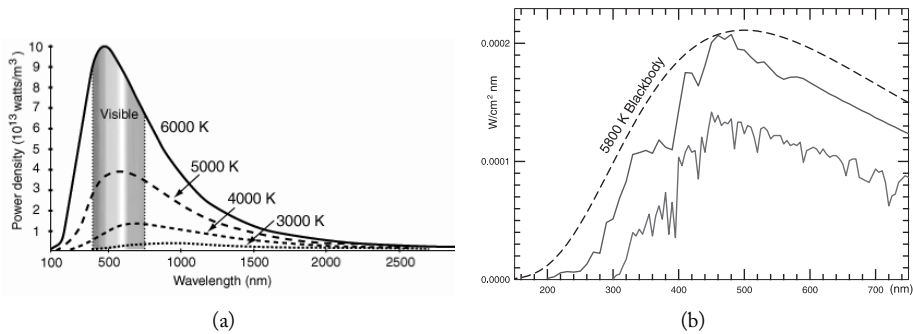 Power density (10¹³ watts/m³)
10
9
8
7
6
5
4
3
2
1
Visible
6000 K
5000 K
4000 K
3000 K
100
500
1000
1500
2000
2500
Wavelength (nm)
(a)
W/cm² nm
0.0002
0.0001
0.0000
5800 K Blackbody
200
300
400
500
600
700
(nm)
(b)